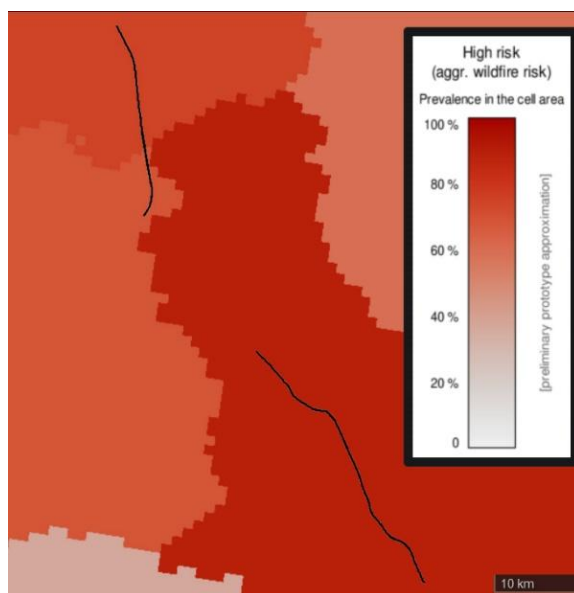 High risk
(aggr. wildfire risk)
Prevalence in the cell area
100 %
80 %
60 %
40 %
20 %
0
[preliminary prototype approximation]
10 km